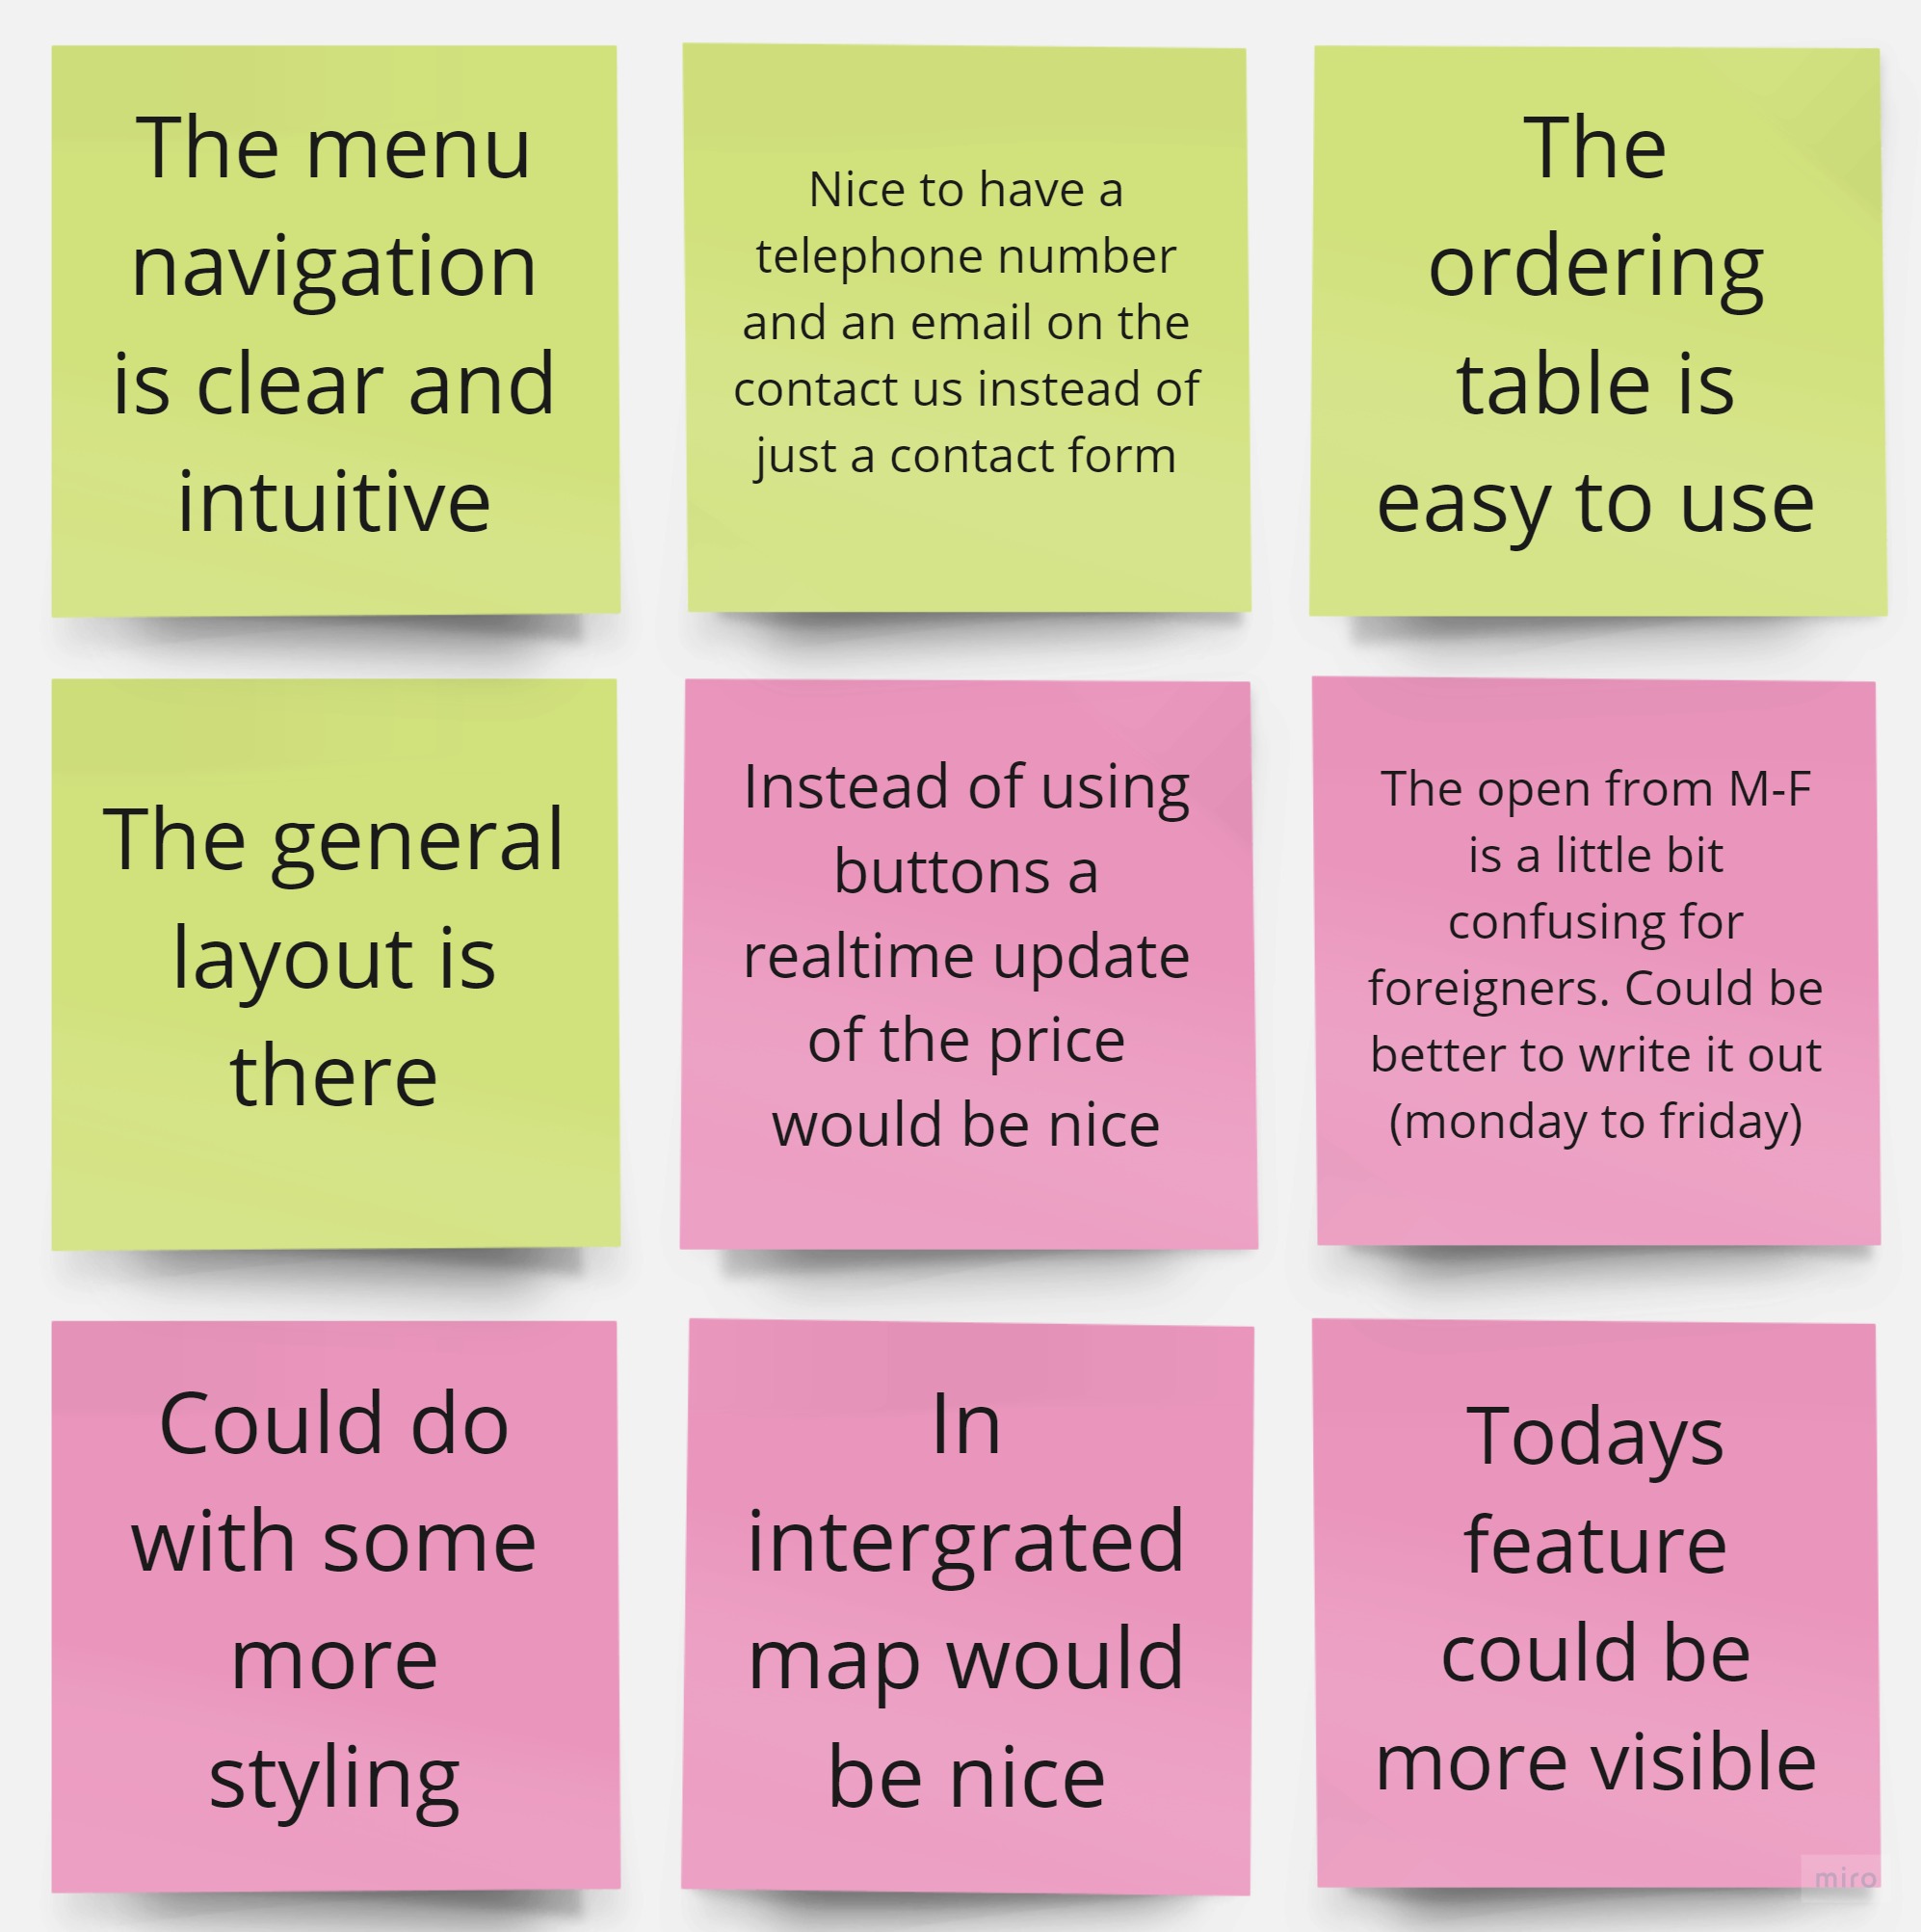 The menu
navigation
is clear and
intuitive
Nice to have a
telephone number
and an email on the
contact us instead of
just a contact form
The
ordering
table is
easy to use
The general
layout is
there
Instead of using
buttons a
realtime update
of the price
would be nice
The open from M-F
is a little bit
confusing for
foreigners. Could be
better to write it out
(monday to friday)
Could do
with some
more
styling
In
intergrated
map would
be nice
Todays
feature
could be
more visible
miro